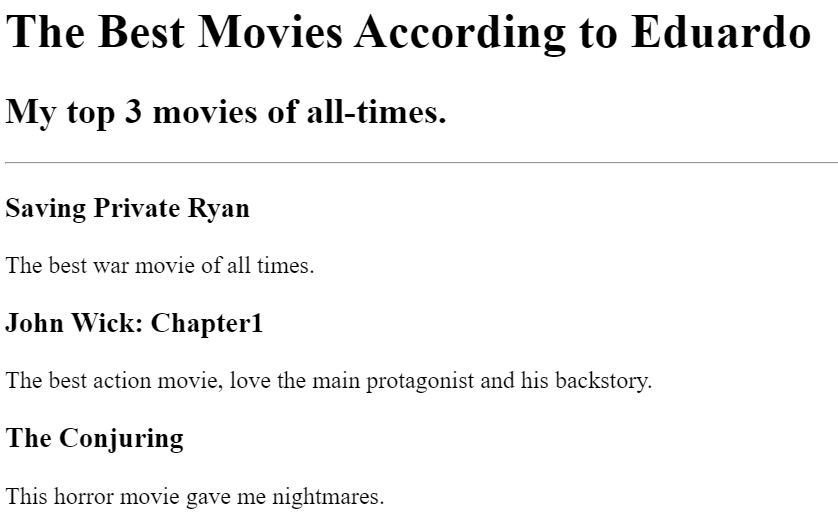 The Best Movies According to Eduardo
My top 3 movies of all-times.
Saving Private Ryan
The best war movie of all times.
John Wick: Chapter1
The best action movie, love the main protagonist and his backstory.
The Conjuring
This horror movie gave me nightmares.